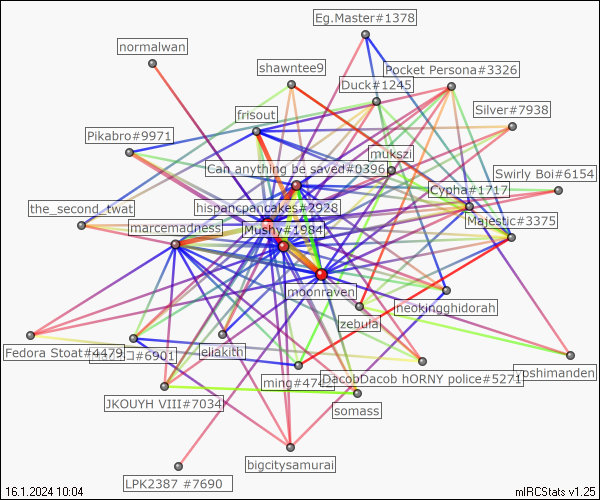 Eg.Master#1378
normalwan
shawntee9
Pocket Persona#3326
Duck#1245
frisout
Silver#7938
Pikabro#9971
mukszi
Can anything be saved#0396
Swirly Boi#6154
Cypha#1717
the_second_twat
hispancpancakes#2928
Majestic#3375
marcemadness
Mushy#1984
moonraven
neokingghidorah
zebula
Fedora Stoat#4479
#6901
eliakith
yoshimanden
ming#4742
DacobDacob hORNY police#5271
JKOUYH VIII#7034
somass
bigcitysamurai
LPK2387 #7690
16.1.2024 10:04
mIRCStats v1.25